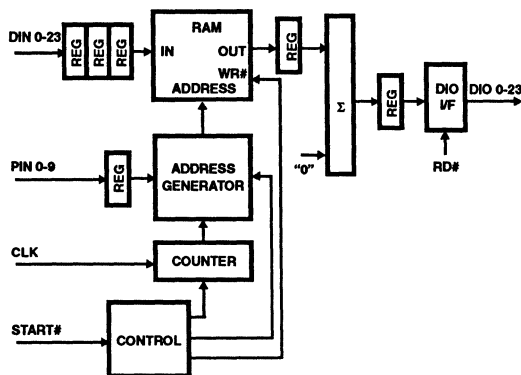 DIN 0-23
REG
REG
REG
IN
RAM
OUT
WR#
ADDRESS
REG
Σ
"0"
REG
DIO
I/F
DIO 0-23
RD#
PIN 0-9
REG
ADDRESS
GENERATOR
CLK
COUNTER
START#
CONTROL